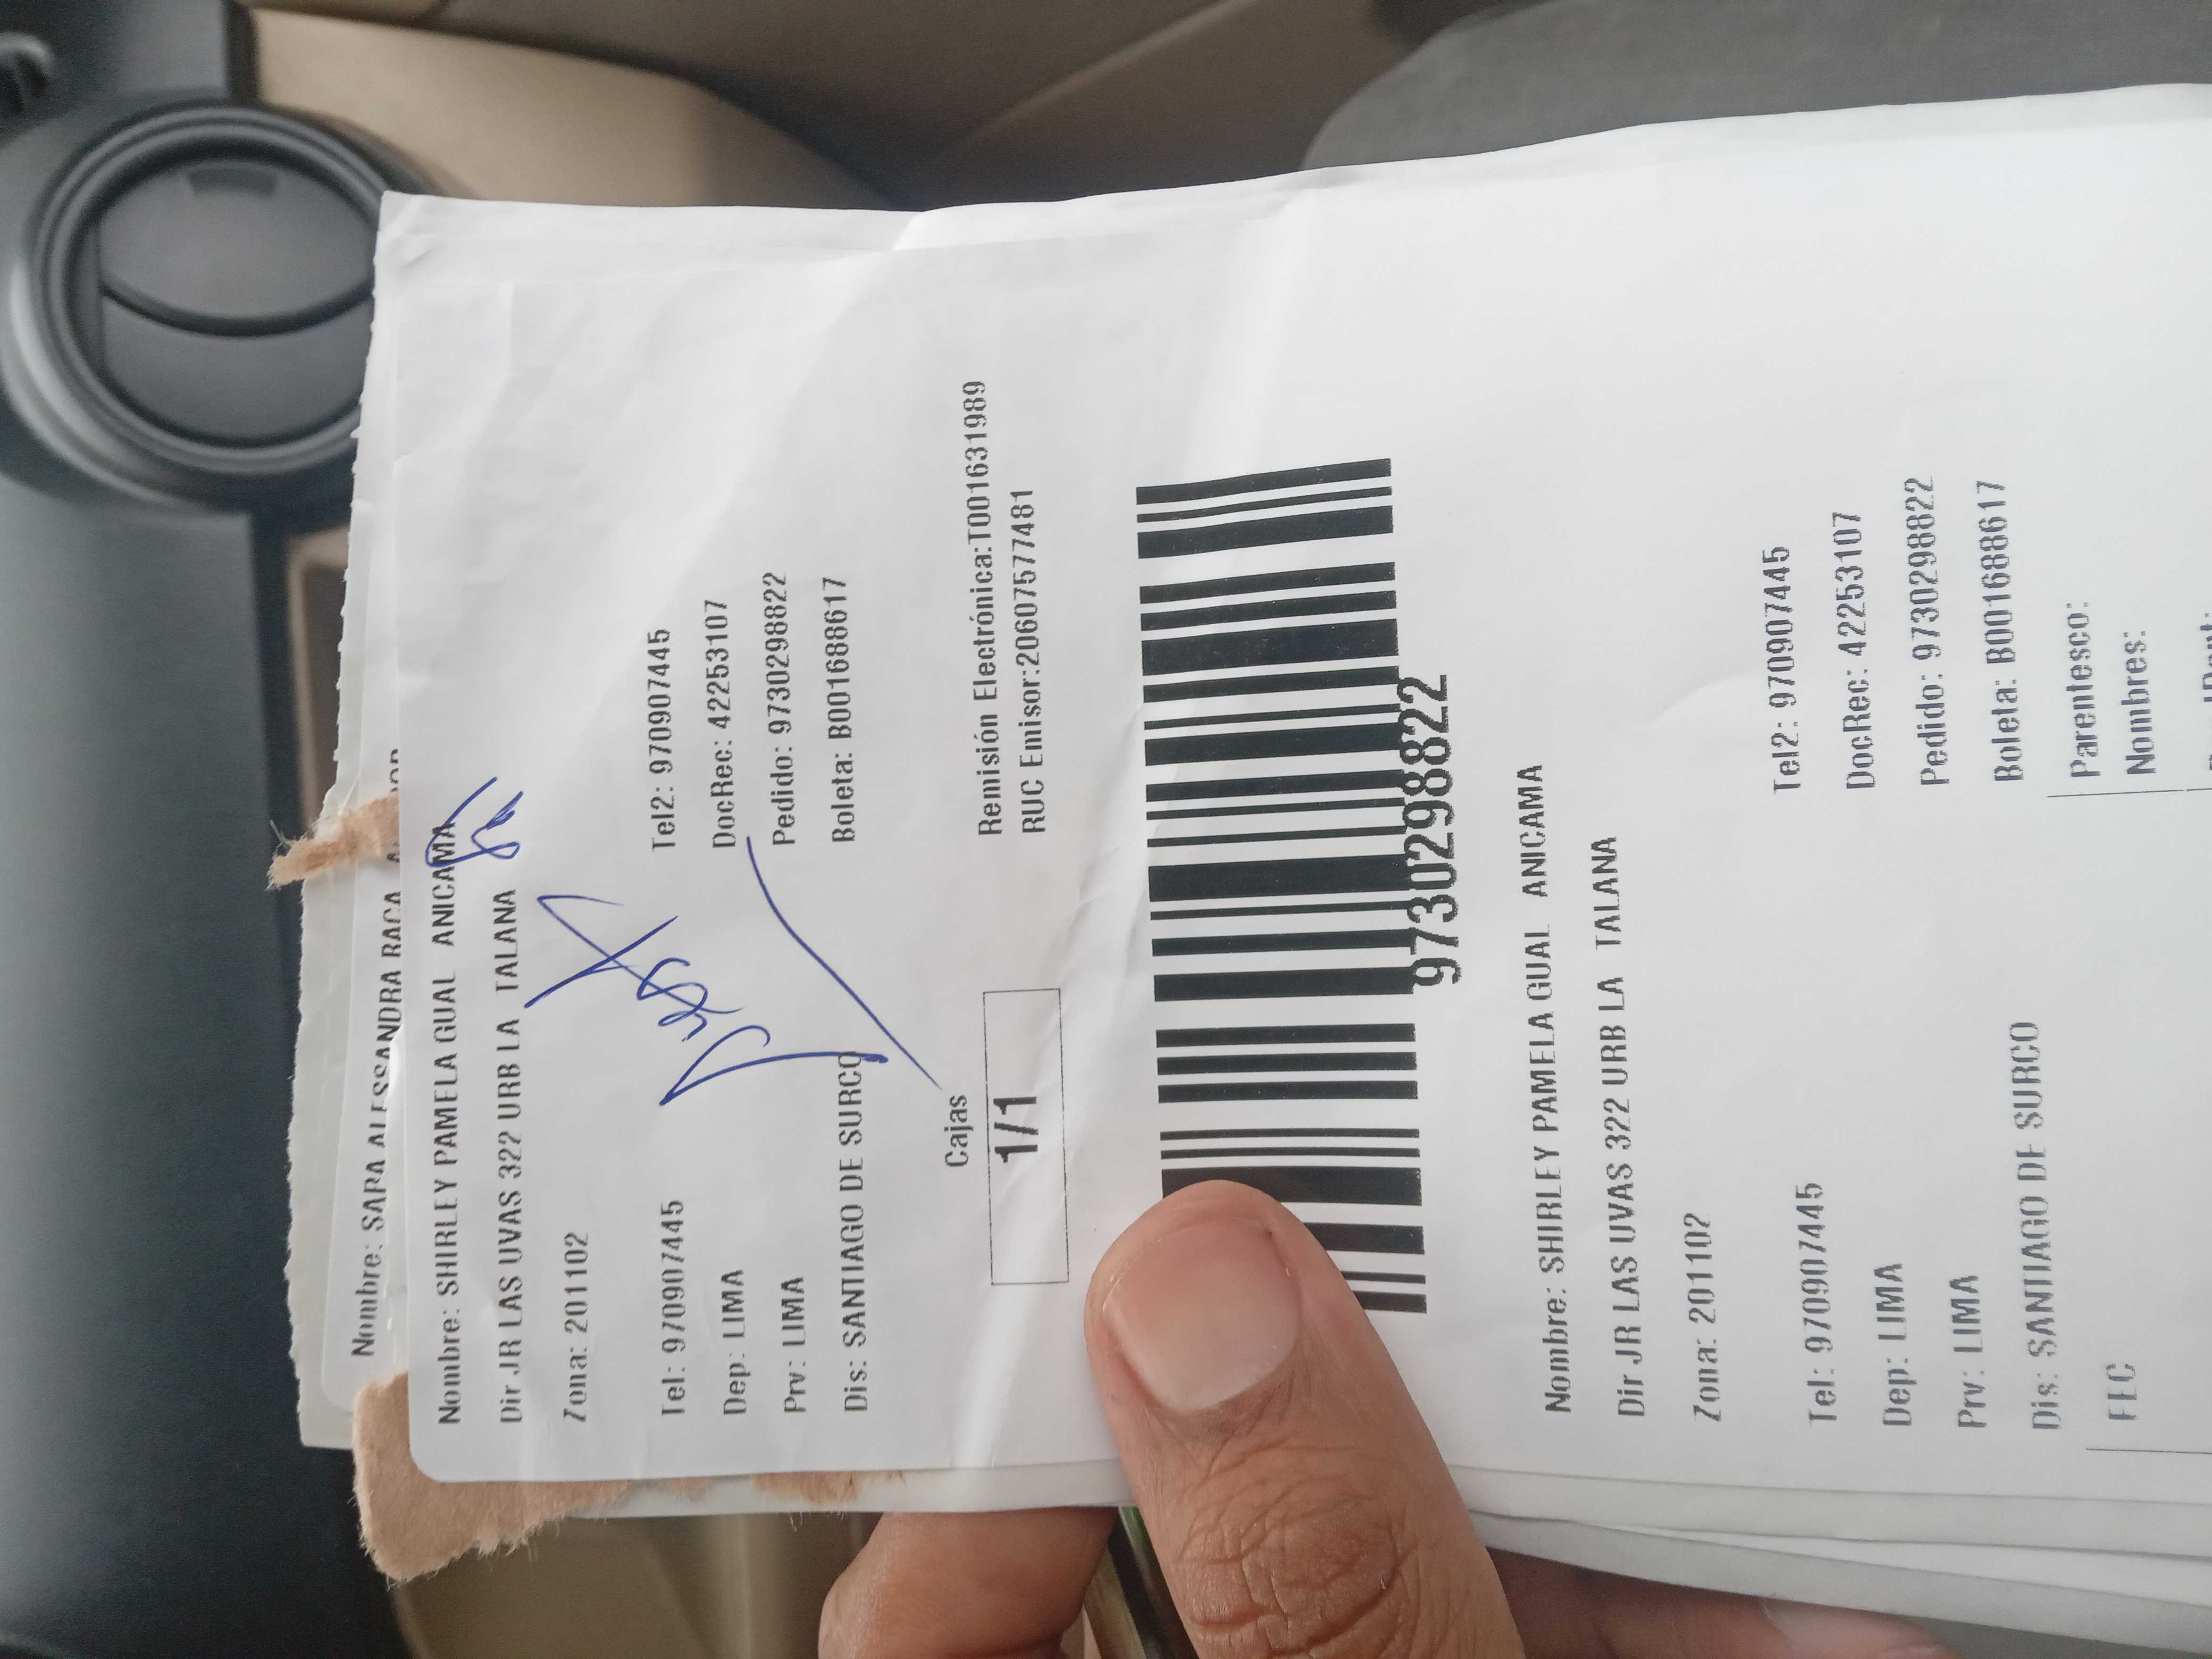 Nombre: SARA ALESSANDRA
Nombre: SHIRLEY PAMELA GUAL ANICAMA
Dir JR LAS UVAS 322 URB LA TALANA
Zona: 201102
Tel: 970907445 Tel2: 970907445
Dep: LIMA DocRec: 42253107
Prv: LIMA Pedido: 9730298822
Dis: SANTIAGO DE SURCO Boleta: B001688617
Cajas
1/1
Remisión Electrónica:T001631989
RUC Emisor:20607577481
9730298822
Nombre: SHIRLEY PAMELA GUAL ANICAMA
Dir JR LAS UVAS 322 URB LA TALANA
Zona: 201102
Tel: 970907445 Tel2: 970907445
Dep: LIMA DocRec: 42253107
Prv: LIMA Pedido: 9730298822
Dis: SANTIAGO DE SURCO Boleta: B001688617
FEC Parentesco:
Nombres: